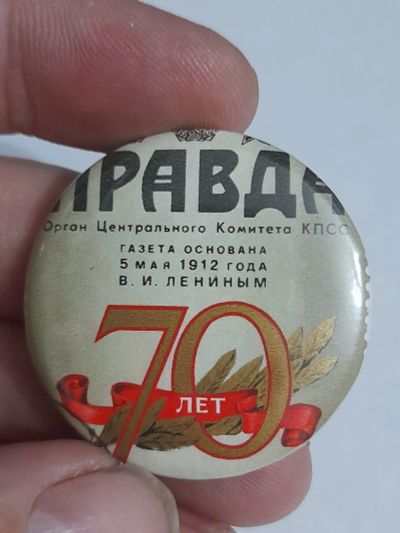 ПРАВДА
Орган Центрального Комитета КПСС
ГАЗЕТА ОСНОВАНА
5 МАЯ 1912 ГОДА
В. И. ЛЕНИНЫМ
70
ЛЕТ